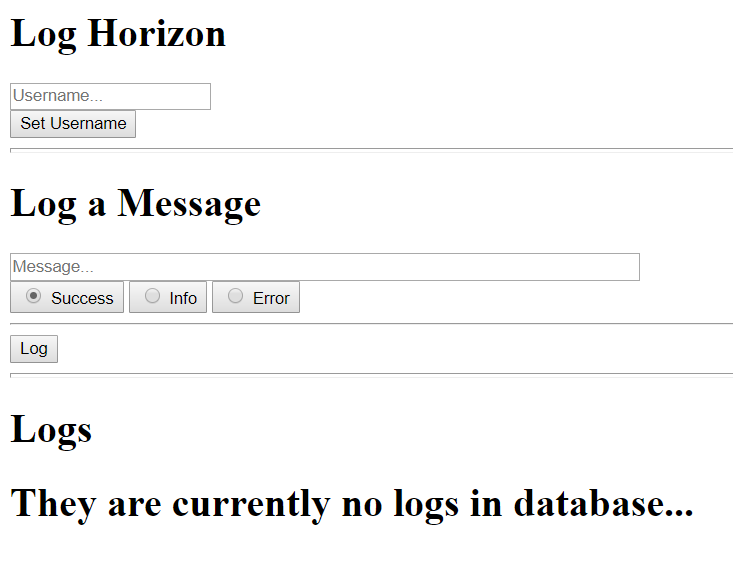 Log Horizon
Username...
Set Username
Log a Message
Message...
Success Info Error
Log
Logs
They are currently no logs in database...